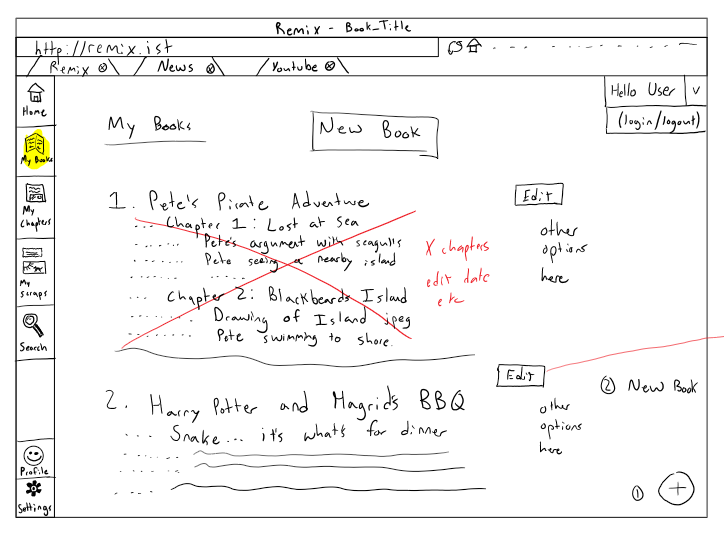 Remix - Book_Title
http://remix.ist
Remix
News
Youtube
Hello User v
(login/logout)
Home
My Books
My Chapters
My Scraps
Search
Profile
Settings
My Books
New Book
1. Pete's Pirate Adventure
Chapter 1: Lost at Sea
Pete's argument with seagulls
Pete seeing a nearby island
Chapter 2: Blackbeards Island
Drawing of Island jpeg
Pete swimming to shore.
X chapters
edit date
etc
Edit
other
options
here
2. Harry Potter and Hagrids BBQ
Snake... it's what's for dinner
Edit
other
options
here
② New Book
① +